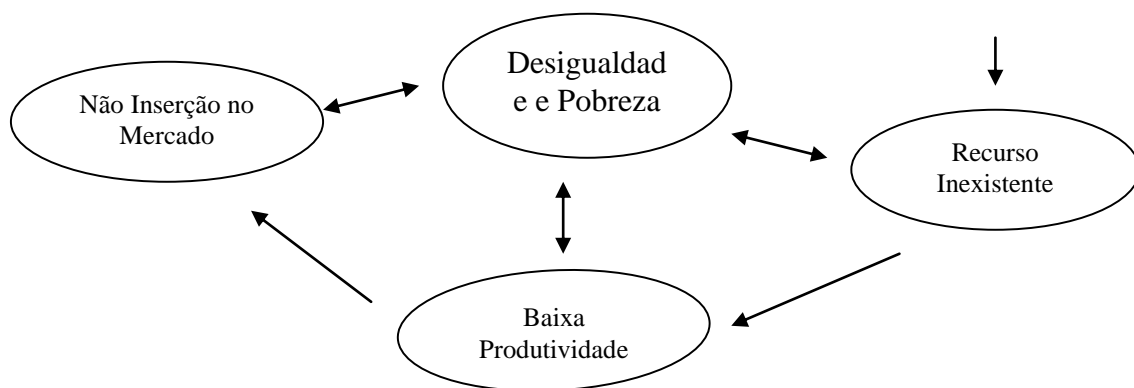 Desigualdad
e e Pobreza
Não Inserção no
Mercado
Recurso
Inexistente
Baixa
Produtividade